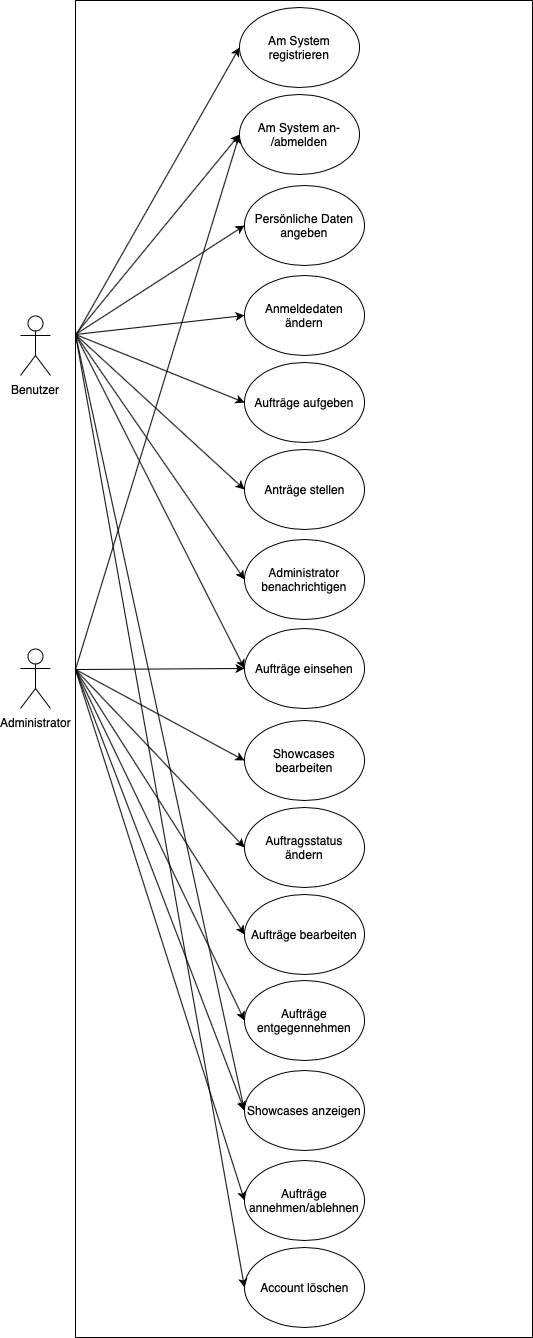 Am System
registrieren
Am System an-
/abmelden
Persönliche Daten
angeben
Anmeldedaten
ändern
Benutzer
Aufträge aufgeben
Anträge stellen
Administrator
benachrichtigen
Aufträge einsehen
Administrator
Showcases
bearbeiten
Auftragsstatus
ändern
Aufträge bearbeiten
Aufträge
entgegennehmen
Showcases anzeigen
Aufträge
annehmen/ablehnen
Account löschen